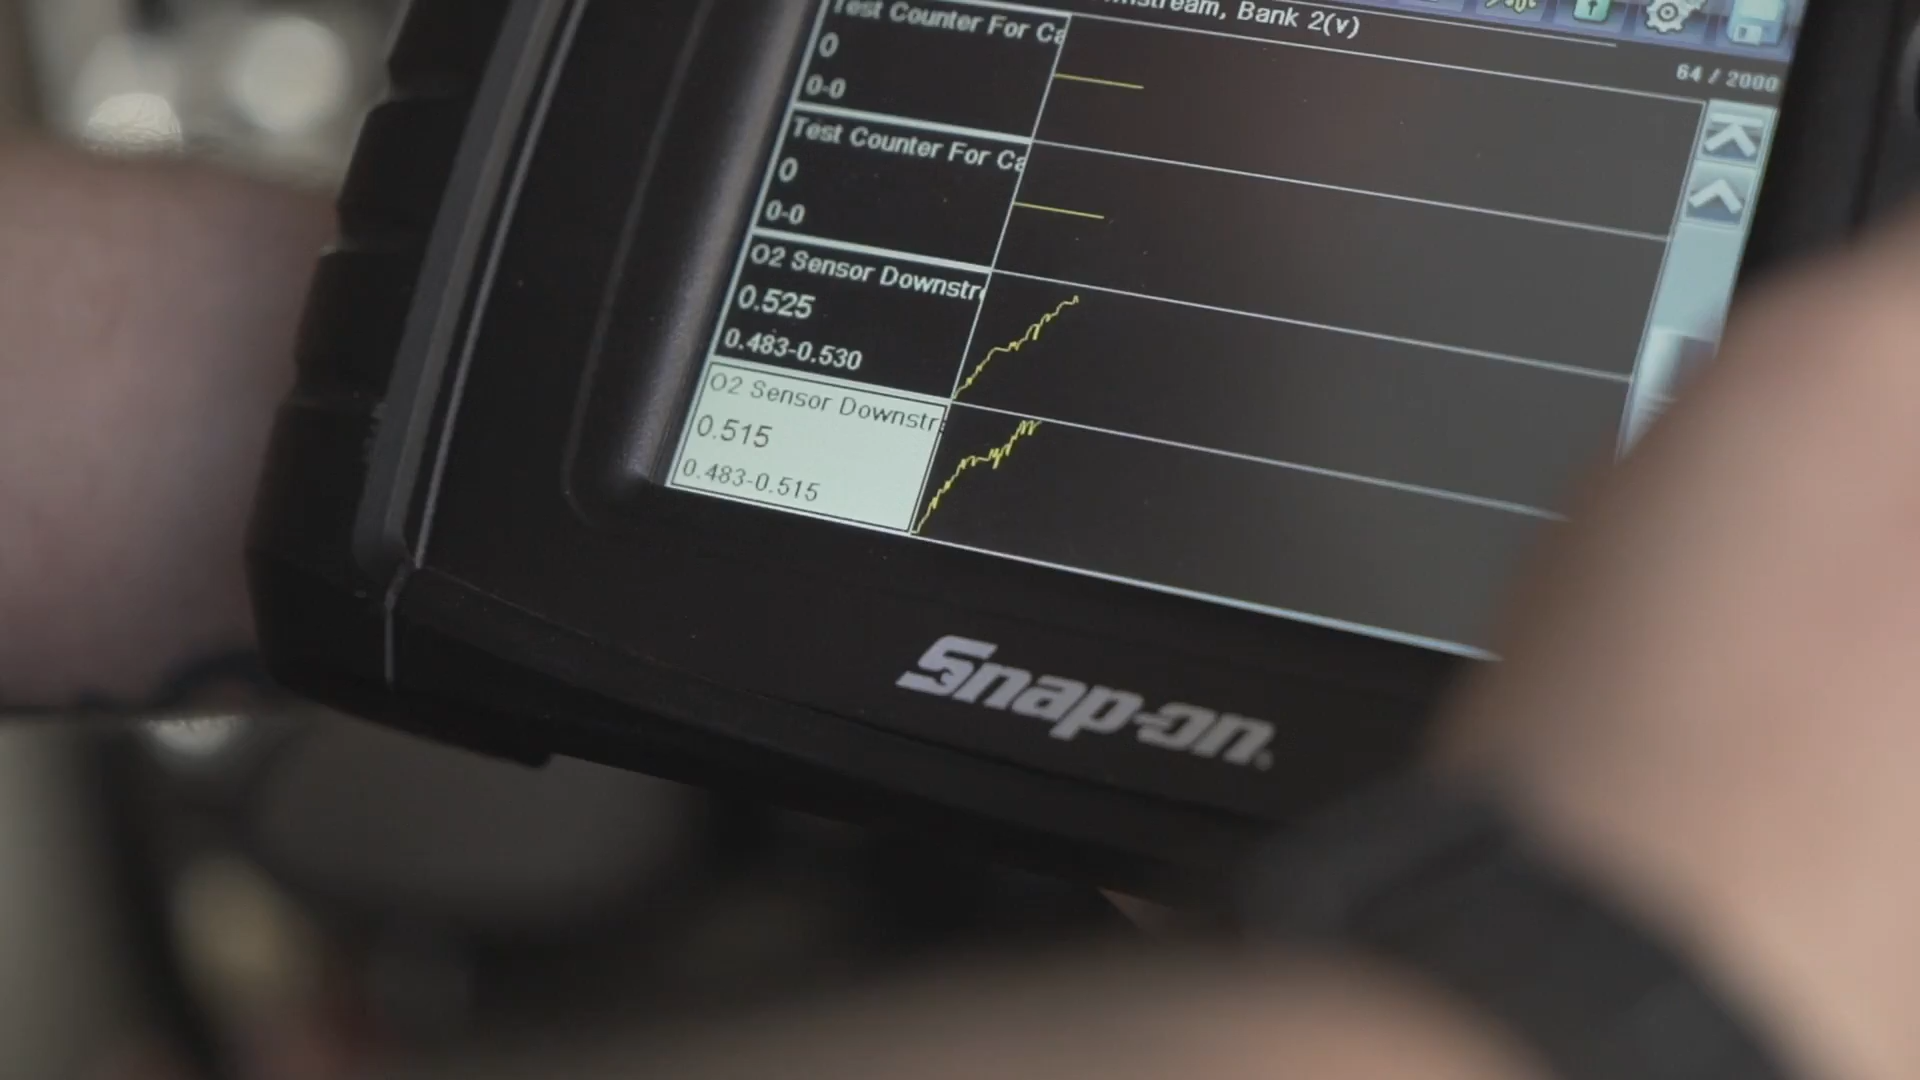 Bank 2(v)
64 / 2000
Test Counter For Ca
0
0-0
Test Counter For Ca
0
0-0
O2 Sensor Downstr
0.525
0.483-0.530
O2 Sensor Downstr
0.515
0.483-0.515
Snap-on